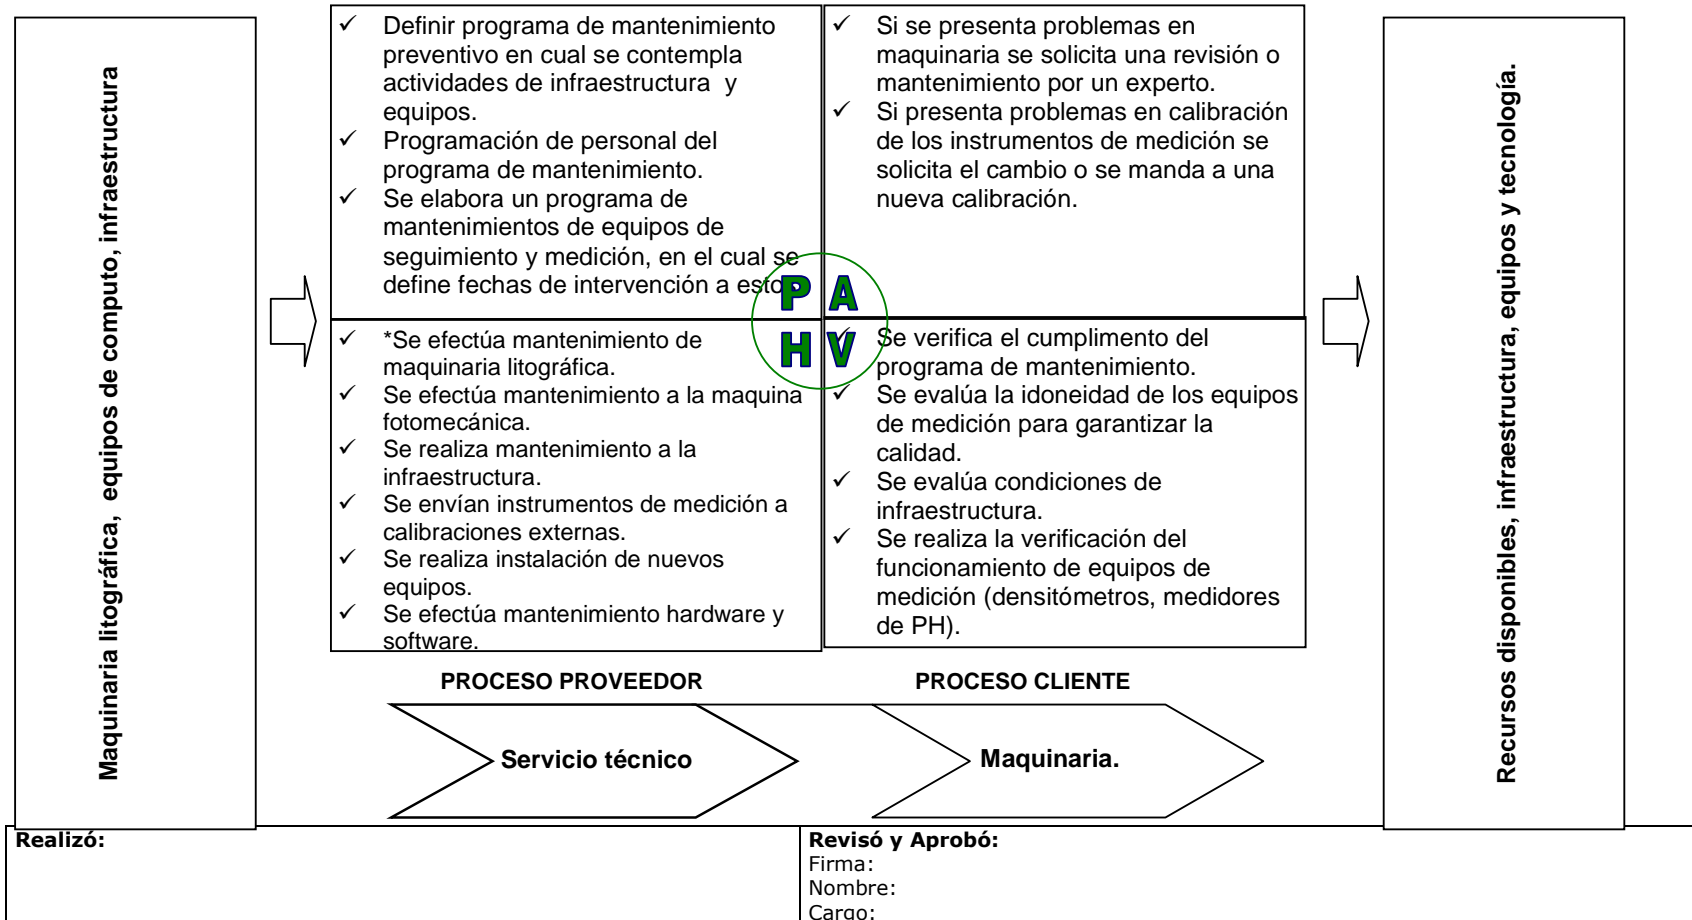 Maquinaria litográfica,  equipos de computo, infraestructura
✓ Definir programa de mantenimiento
preventivo en cual se contempla
actividades de infraestructura  y
equipos.
✓ Programación de personal del
programa de mantenimiento.
✓ Se elabora un programa de
mantenimientos de equipos de
seguimiento y medición, en el cual se
define fechas de intervención a
✓ Si se presenta problemas en
maquinaria se solicita una revisión o
mantenimiento por un experto.
✓ Si presenta problemas en calibración
de los instrumentos de medición se
solicita el cambio o se manda a una
nueva calibración.
P A
H V
✓ *Se efectúa mantenimiento de
maquinaria litográfica.
✓ Se efectúa mantenimiento a la maquina
fotomecánica.
✓ Se realiza mantenimiento a la
infraestructura.
✓ Se envían instrumentos de medición a
calibraciones externas.
✓ Se realiza instalación de nuevos
equipos.
✓ Se efectúa mantenimiento hardware y
software.
✓ Se verifica el cumplimento del
programa de mantenimiento.
✓ Se evalúa la idoneidad de los equipos
de medición para garantizar la
calidad.
✓ Se evalúa condiciones de
infraestructura.
✓ Se realiza la verificación del
funcionamiento de equipos de
medición (densitómetros, medidores
de PH).
Recursos disponibles, infraestructura, equipos y tecnología.
PROCESO PROVEEDOR
PROCESO CLIENTE
Servicio técnico
Maquinaria.
Realizó:
Revisó y Aprobó:
Firma:
Nombre:
Cargo: